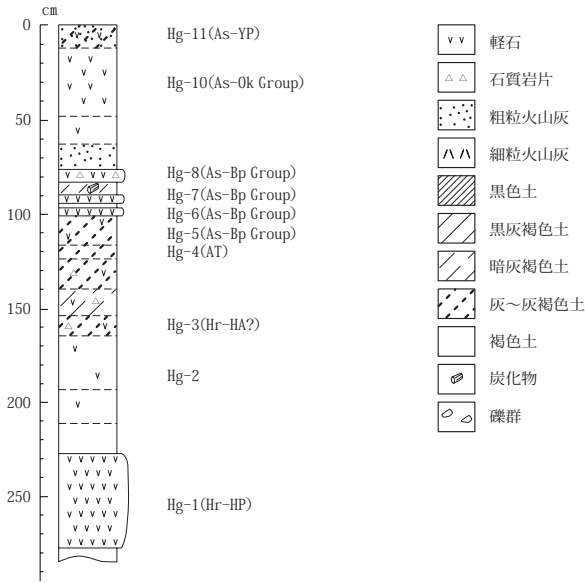 cm
0
50
100
150
200
250
Hg-11(As-YP)
Hg-10(As-Ok Group)
Hg-8(As-Bp Group)
Hg-7(As-Bp Group)
Hg-6(As-Bp Group)
Hg-5(As-Bp Group)
Hg-4(AT)
Hg-3(Hr-HA?)
Hg-2
Hg-1(Hr-HP)
軽石
石質岩片
粗粒火山灰
細粒火山灰
黒色土
黒灰褐色土
暗灰褐色土
灰～灰褐色土
褐色土
炭化物
礫群